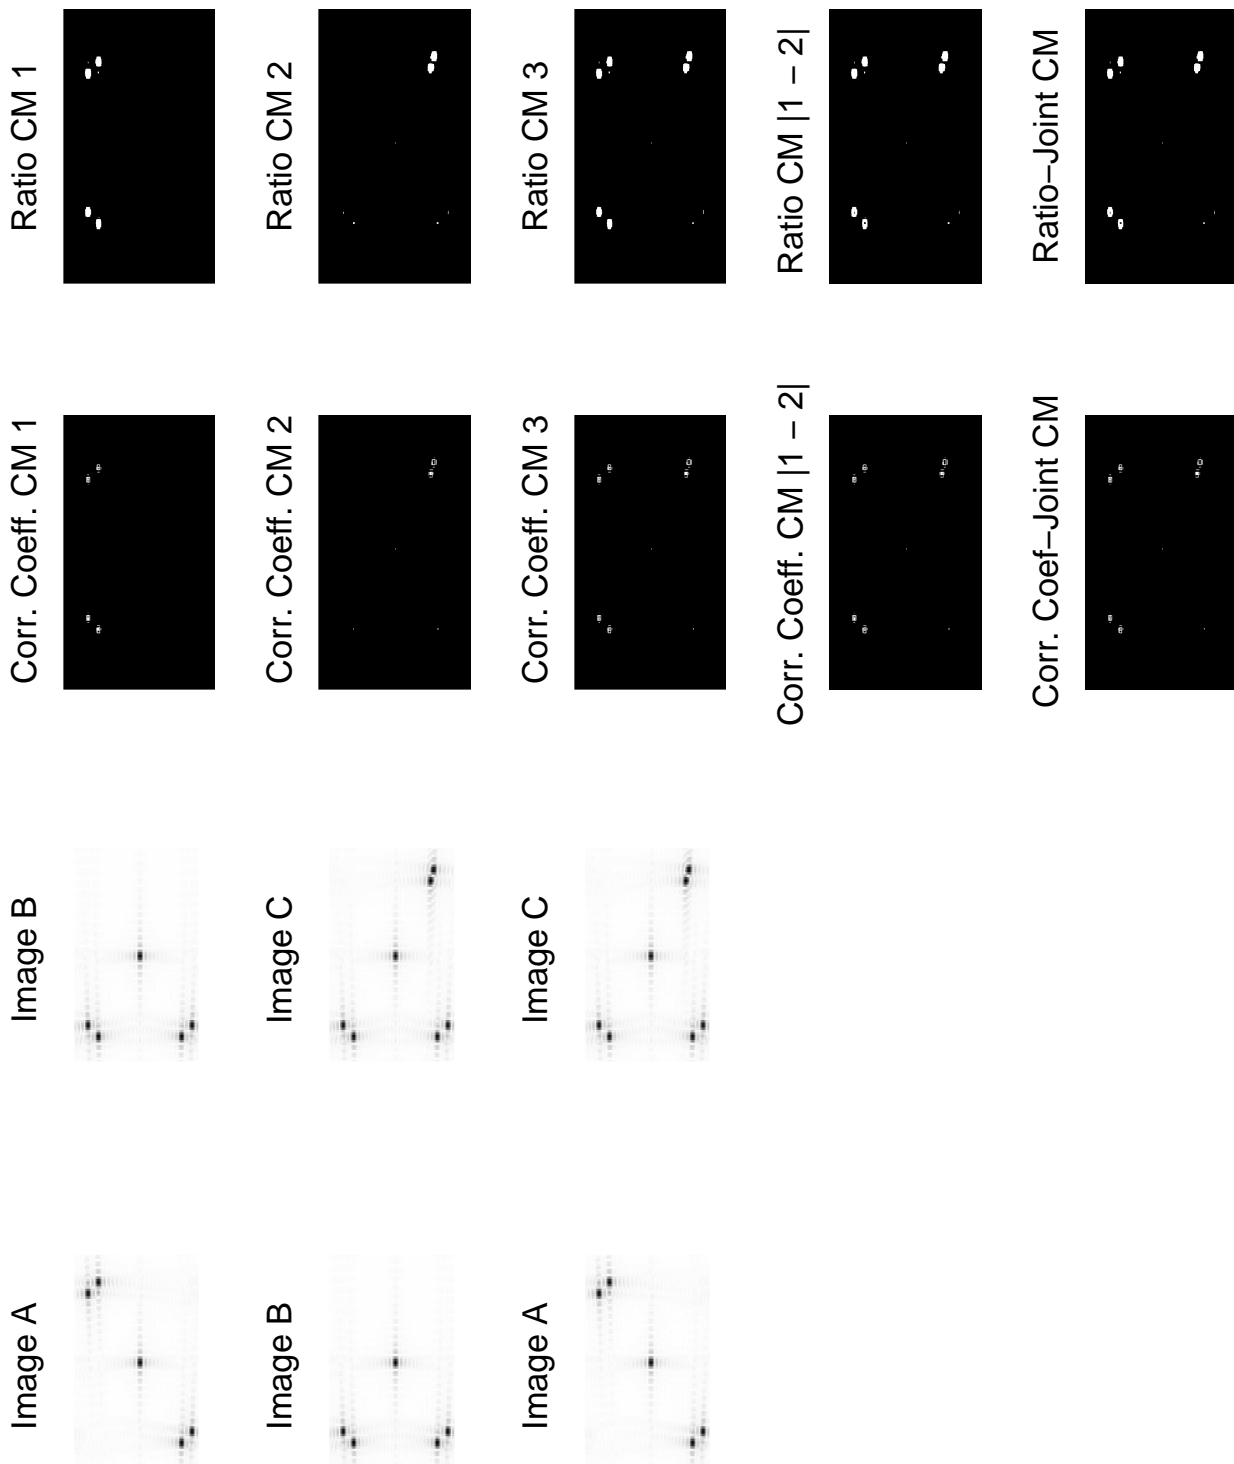 Image A
Image B
Corr. Coeff. CM 1
Ratio CM 1
Image B
Image C
Corr. Coeff. CM 2
Ratio CM 2
Image A
Image C
Corr. Coeff. CM 3
Ratio CM 3
Corr. Coeff. CM |1 − 2|
Ratio CM |1 − 2|
Corr. Coef−Joint CM
Ratio−Joint CM